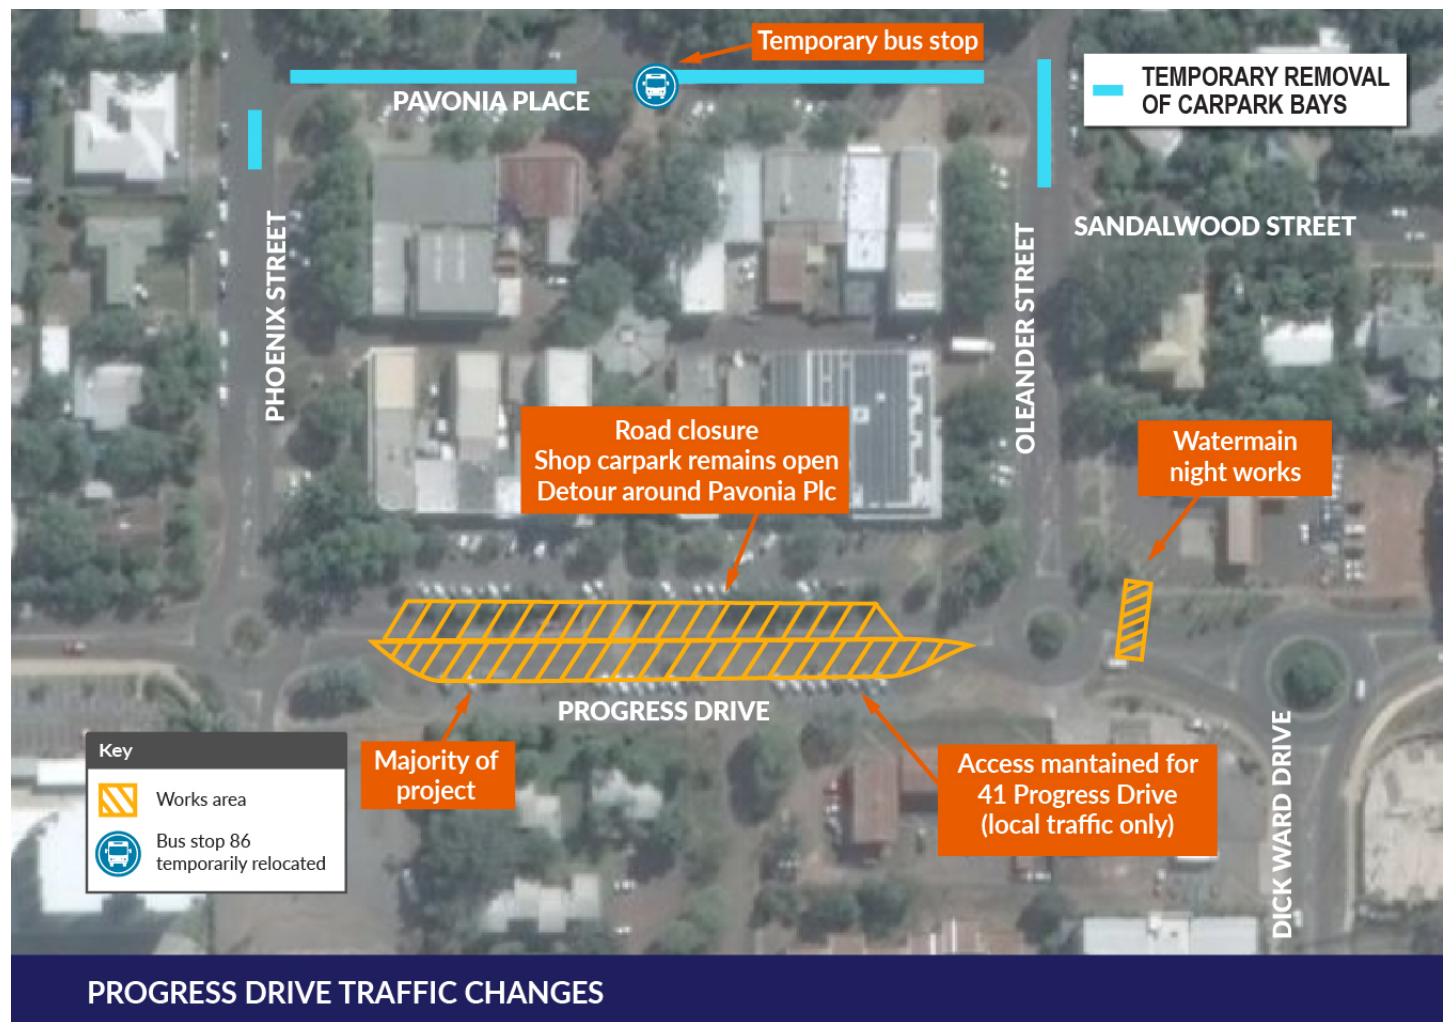 Temporary bus stop
PAVONIA PLACE
TEMPORARY REMOVAL
OF CARPARK BAYS
PHOENIX STREET
OLEANDER STREET
SANDALWOOD STREET
Road closure
Shop carpark remains open
Detour around Pavonia Plc
Watermain
night works
PROGRESS DRIVE
Majority of
project
Access mantained for
41 Progress Drive
(local traffic only)
DICK WARD DRIVE
Key
Works area
Bus stop 86
temporarily relocated
PROGRESS DRIVE TRAFFIC CHANGES